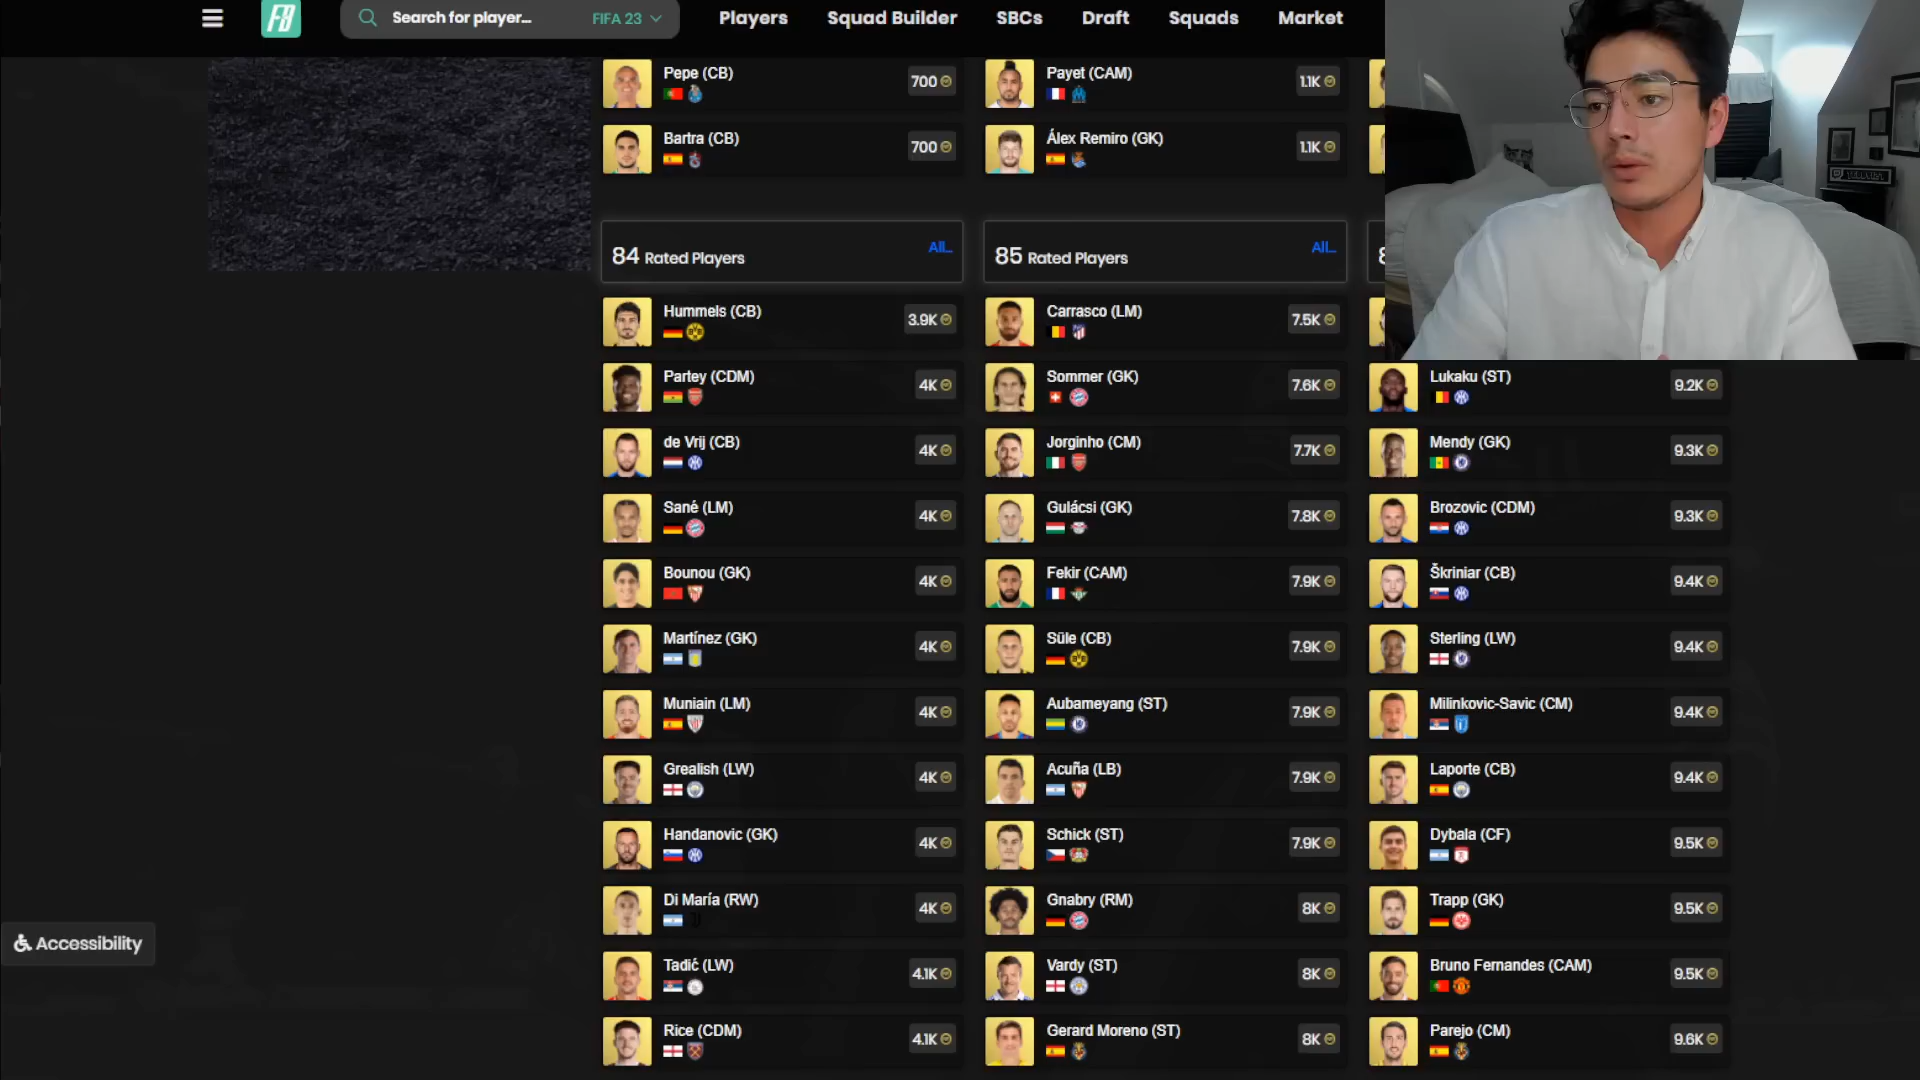 Search for player...
FIFA 23
Players
Squad Builder
SBCs
Draft
Squads
Market
Pepe (CB)
700
Payet (CAM)
1.1K
Bartra (CB)
700
Álex Remiro (GK)
1.1K
84 Rated Players
All...
85 Rated Players
All...
Hummels (CB)
3.9K
Carrasco (LM)
7.5K
Partey (CDM)
4K
Sommer (GK)
7.6K
Lukaku (ST)
9.2K
de Vrij (CB)
4K
Jorginho (CM)
7.7K
Mendy (GK)
9.3K
Sané (LM)
4K
Gulácsi (GK)
7.8K
Brozovic (CDM)
9.3K
Bounou (GK)
4K
Fekir (CAM)
7.9K
Škriniar (CB)
9.4K
Martínez (GK)
4K
Süle (CB)
7.9K
Sterling (LW)
9.4K
Muniain (LM)
4K
Aubameyang (ST)
7.9K
Milinkovic-Savic (CM)
9.4K
Grealish (LW)
4K
Acuña (LB)
7.9K
Laporte (CB)
9.4K
Handanovic (GK)
4K
Schick (ST)
7.9K
Dybala (CF)
9.5K
Di María (RW)
4K
Gnabry (RM)
8K
Trapp (GK)
9.5K
Tadić (LW)
4.1K
Vardy (ST)
8K
Bruno Fernandes (CAM)
9.5K
Rice (CDM)
4.1K
Gerard Moreno (ST)
8K
Parejo (CM)
9.6K
Accessibility